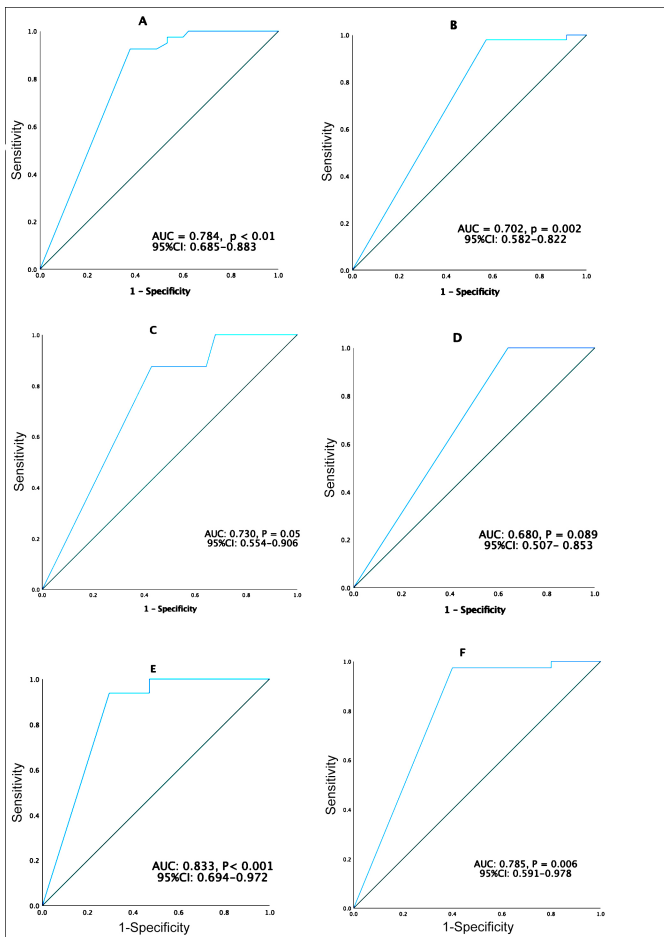 A
Sensitivity
1.0
0.8
0.6
0.4
0.2
0.0
AUC = 0.784, p < 0.01
95%CI: 0.685–0.883
0.0 0.2 0.4 0.6 0.8 1.0
1 – Specificity
B
Sensitivity
1.0
0.8
0.6
0.4
0.2
0.0
AUC = 0.702, p = 0.002
95%CI: 0.582–0.822
0.0 0.2 0.4 0.6 0.8 1.0
1 – Specificity
C
Sensitivity
1.0
0.8
0.6
0.4
0.2
0.0
AUC: 0.730, P = 0.05
95%CI: 0.554–0.906
0.0 0.2 0.4 0.6 0.8 1.0
1 – Specificity
D
Sensitivity
1.0
0.8
0.6
0.4
0.2
0.0
AUC: 0.680, P = 0.089
95%CI: 0.507– 0.853
0.0 0.2 0.4 0.6 0.8 1.0
1 – Specificity
E
Sensitivity
1.0
0.8
0.6
0.4
0.2
0.0
AUC: 0.833, P< 0.001
95%CI: 0.694–0.972
0.0 0.2 0.4 0.6 0.8 1.0
1-Specificity
F
Sensitivity
1.0
0.8
0.6
0.4
0.2
0.0
AUC: 0.785, P = 0.006
95%CI: 0.591–0.978
0.0 0.2 0.4 0.6 0.8 1.0
1-Specificity